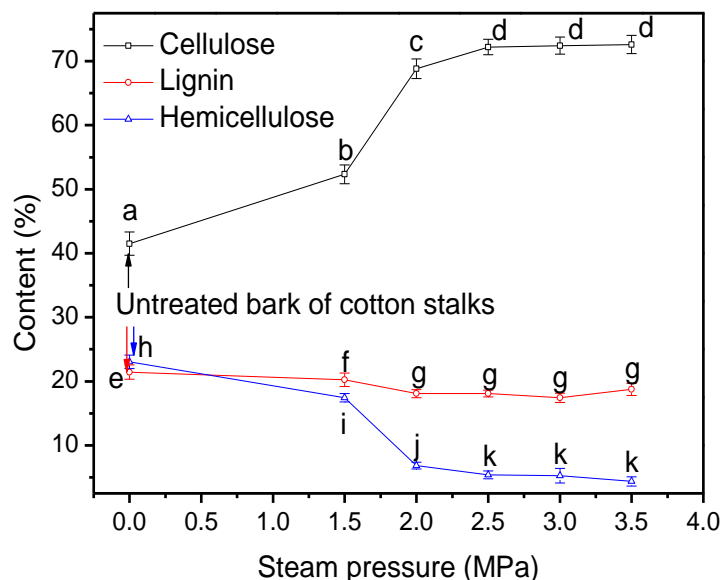 Cellulose
Lignin
Hemicellulose
a
b
c
d
d
d
Untreated bark of cotton stalks
e
h
f
g
g
g
g
i
j
k
k
k
Content (%)
70
60
50
40
30
20
10
0.0 0.5 1.0 1.5 2.0 2.5 3.0 3.5 4.0
Steam pressure (MPa)